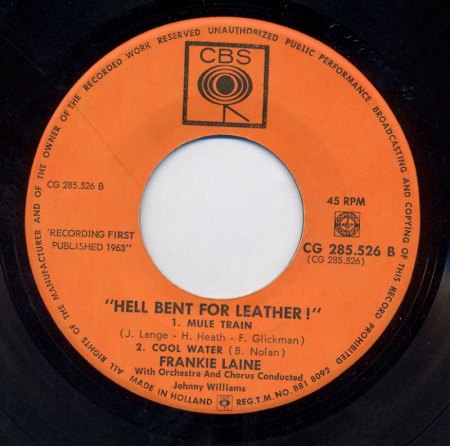 ALL RIGHTS OF THE MANUFACTURER AND OF THE OWNER OF THE RECORDED WORK RESERVED UNAUTHORIZED PUBLIC PERFORMANCE BROADCASTING AND COPYING OF THIS RECORD PROHIBITED
CBS
CG 285.526 B
45 RPM
'RECORDING FIRST
PUBLISHED 1963"
CG 285.526 B
(CG 285.526)
"HELL BENT FOR LEATHER!"
1. MULE TRAIN
(J. Lange - H. Heath - F. Glickman)
2. COOL WATER (B. Nolan)
FRANKIE LAINE
With Orchestra And Chorus Conducted
Johnny Williams
MADE IN HOLLAND CBS REG.T.M.NO. 881 8092